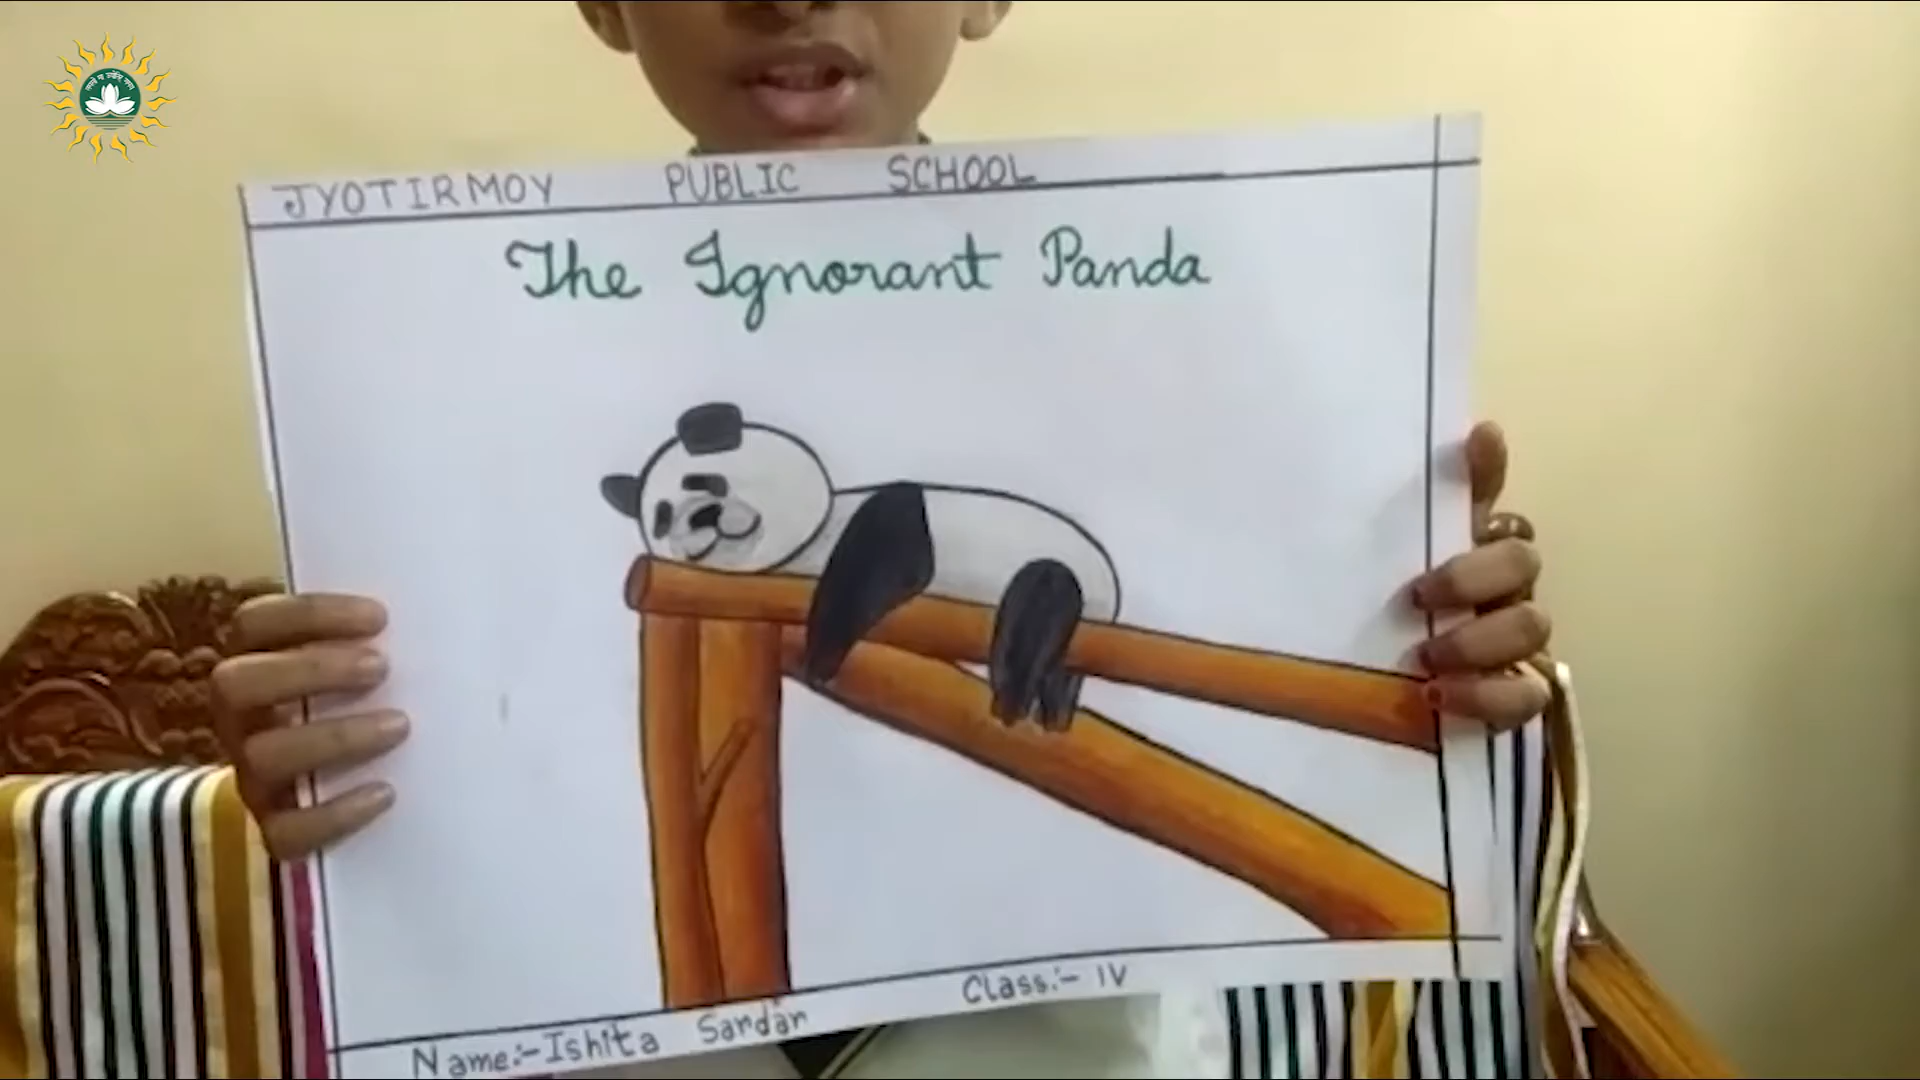 JYOTIRMOY PUBLIC SCHOOL
The Ignorant Panda
Name:-Ishita Sardar
Class:- IV